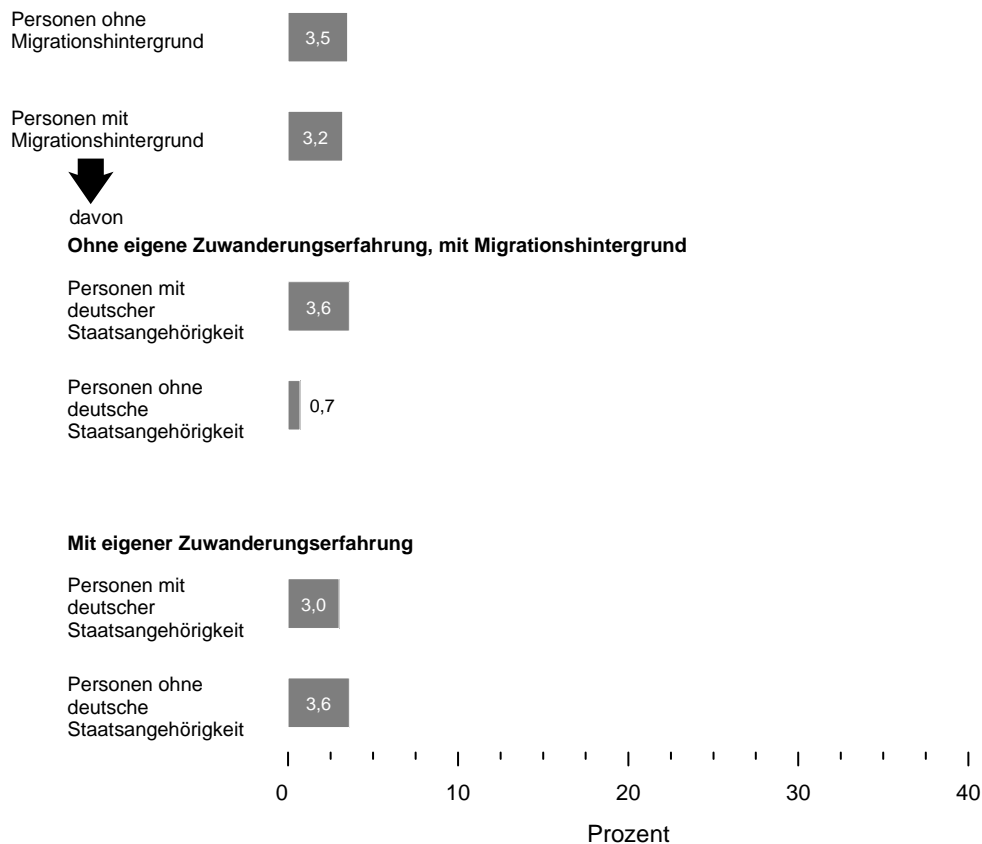 Personen ohne
Migrationshintergrund
3,5
Personen mit
Migrationshintergrund
3,2
davon
Ohne eigene Zuwanderungserfahrung, mit Migrationshintergrund
Personen mit
deutscher
Staatsangehörigkeit
3,6
Personen ohne
deutsche
Staatsangehörigkeit
0,7
Mit eigener Zuwanderungserfahrung
Personen mit
deutscher
Staatsangehörigkeit
3,0
Personen ohne
deutsche
Staatsangehörigkeit
3,6
0 10 20 30 40
Prozent